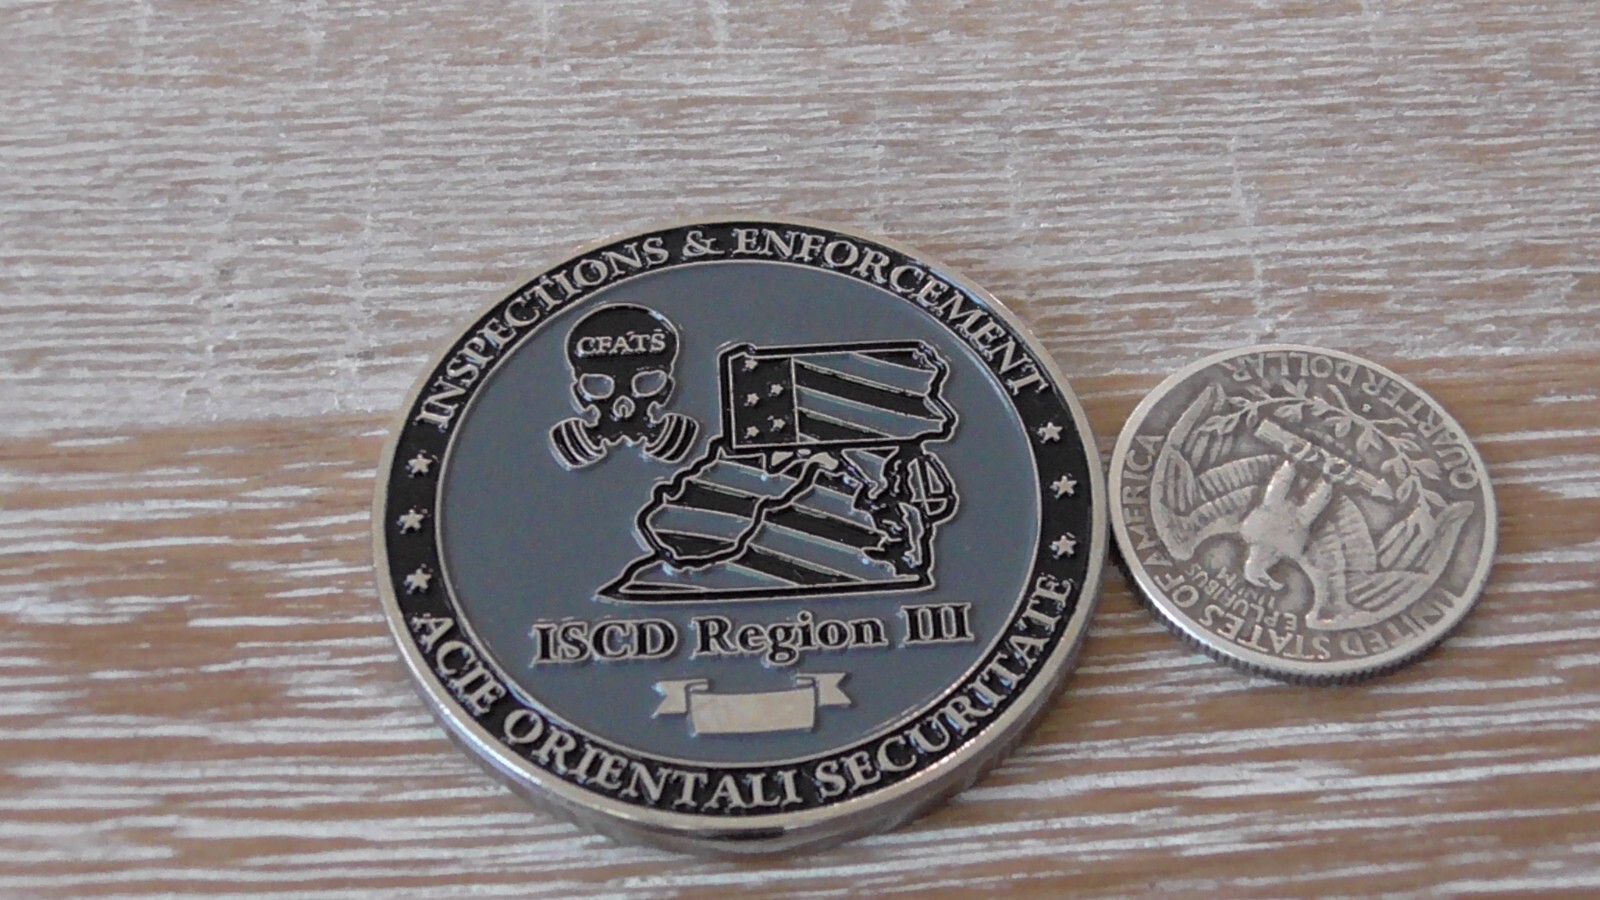 INSPECTIONS & ENFORCEMENT
CFATS
ISCD Region III
ACIE ORIENTALI SECURITATE
UNITED STATES OF AMERICA
E PLURIBUS
UNUM
QUARTER DOLLAR